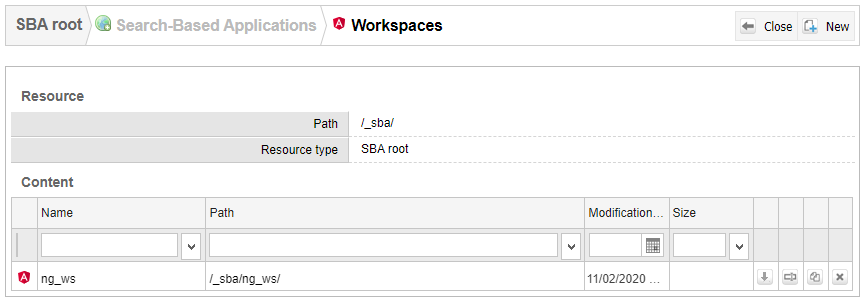 SBA root Search-Based Applications Workspaces Close New
Resource
Path /_sba/
Resource type SBA root
Content
Name Path Modification... Size
ng_ws /_sba/ng_ws/ 11/02/2020 ...